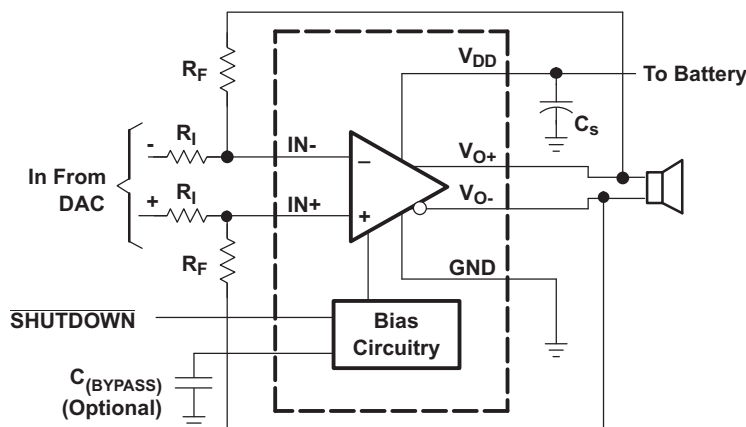 V_DD
To Battery
R_F
C_s
-
R_I
IN-
–
V_O+
In From
DAC
+
R_I
IN+
+
V_O-
R_F
GND
SHUTDOWN
Bias
Circuitry
C_(BYPASS)
(Optional)